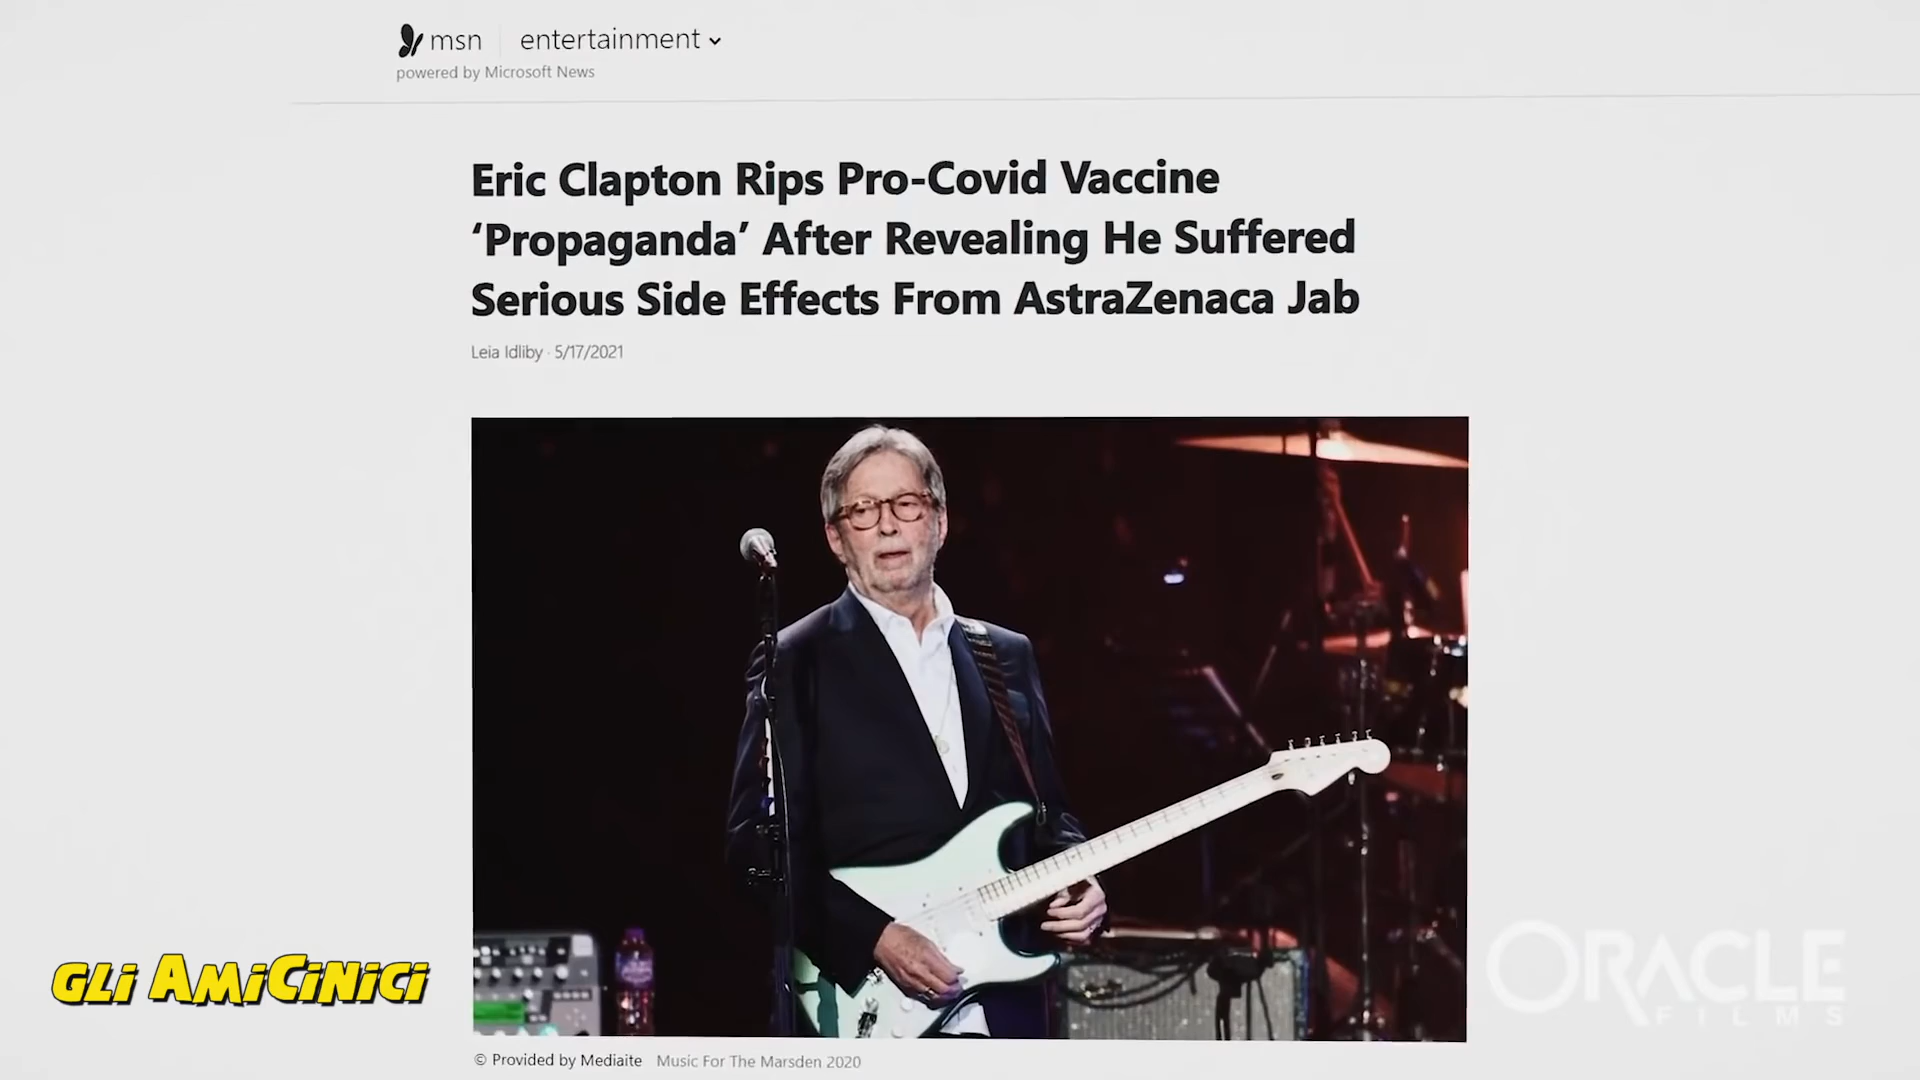 msn entertainment
powered by Microsoft News
Eric Clapton Rips Pro-Covid Vaccine
‘Propaganda’ After Revealing He Suffered
Serious Side Effects From AstraZenaca Jab
Leia Idliby · 5/17/2021
GLi AMiCiNiCi
ORACLE
FILMS
© Provided by Mediaite Music For The Marsden 2020